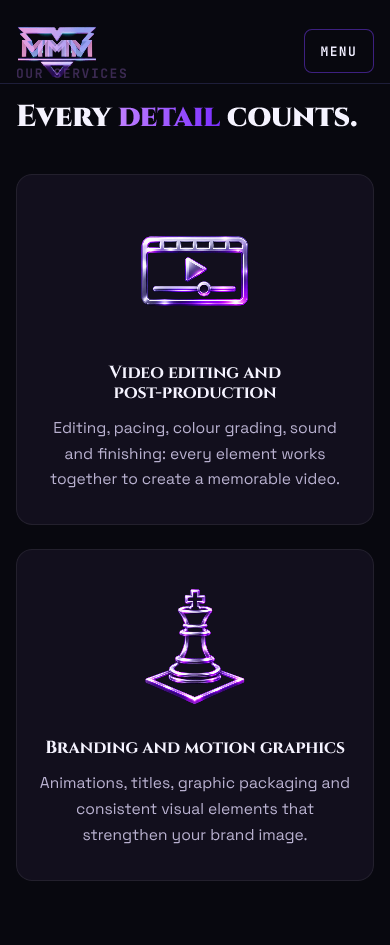 MMM
MENU
OUR SERVICES
Every detail counts.
Video editing and
post-production
Editing, pacing, colour grading, sound
and finishing: every element works
together to create a memorable video.
Branding and motion graphics
Animations, titles, graphic packaging and
consistent visual elements that
strengthen your brand image.